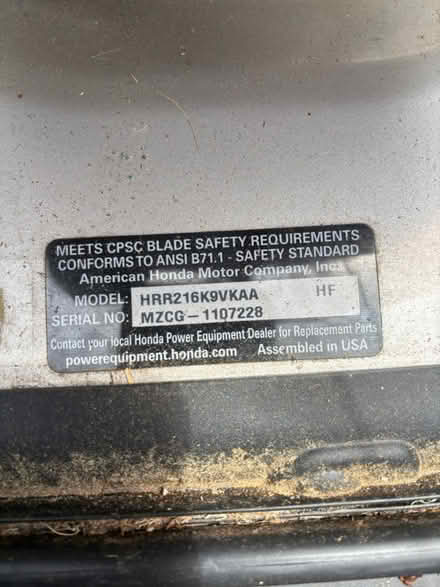 MEETS CPSC BLADE SAFETY REQUIREMENTS
CONFORMS TO ANSI B71.1 - SAFETY STANDARD
American Honda Motor Company, Inc.
MODEL: HRR216K9VKAA HF
SERIAL NO: MZCG-1107228
Contact your local Honda Power Equipment Dealer for Replacement Parts
powerequipment.honda.com Assembled in USA